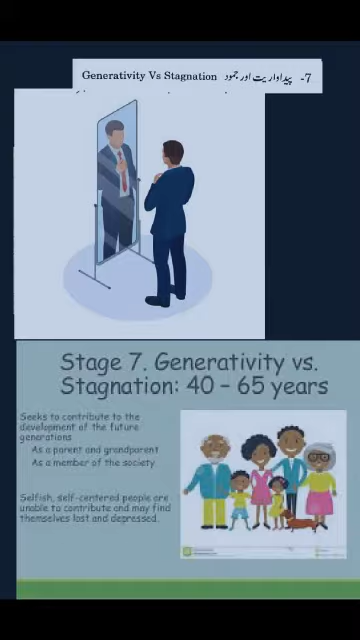 7- پیداواریت اور جمود Generativity Vs Stagnation
Stage 7. Generativity vs.
Stagnation: 40 – 65 years
Seeks to contribute to the
development of the future
generations
As a parent and grandparent
As a member of the society
Selfish, self-centered people are
unable to contribute and may find
themselves lost and depressed.